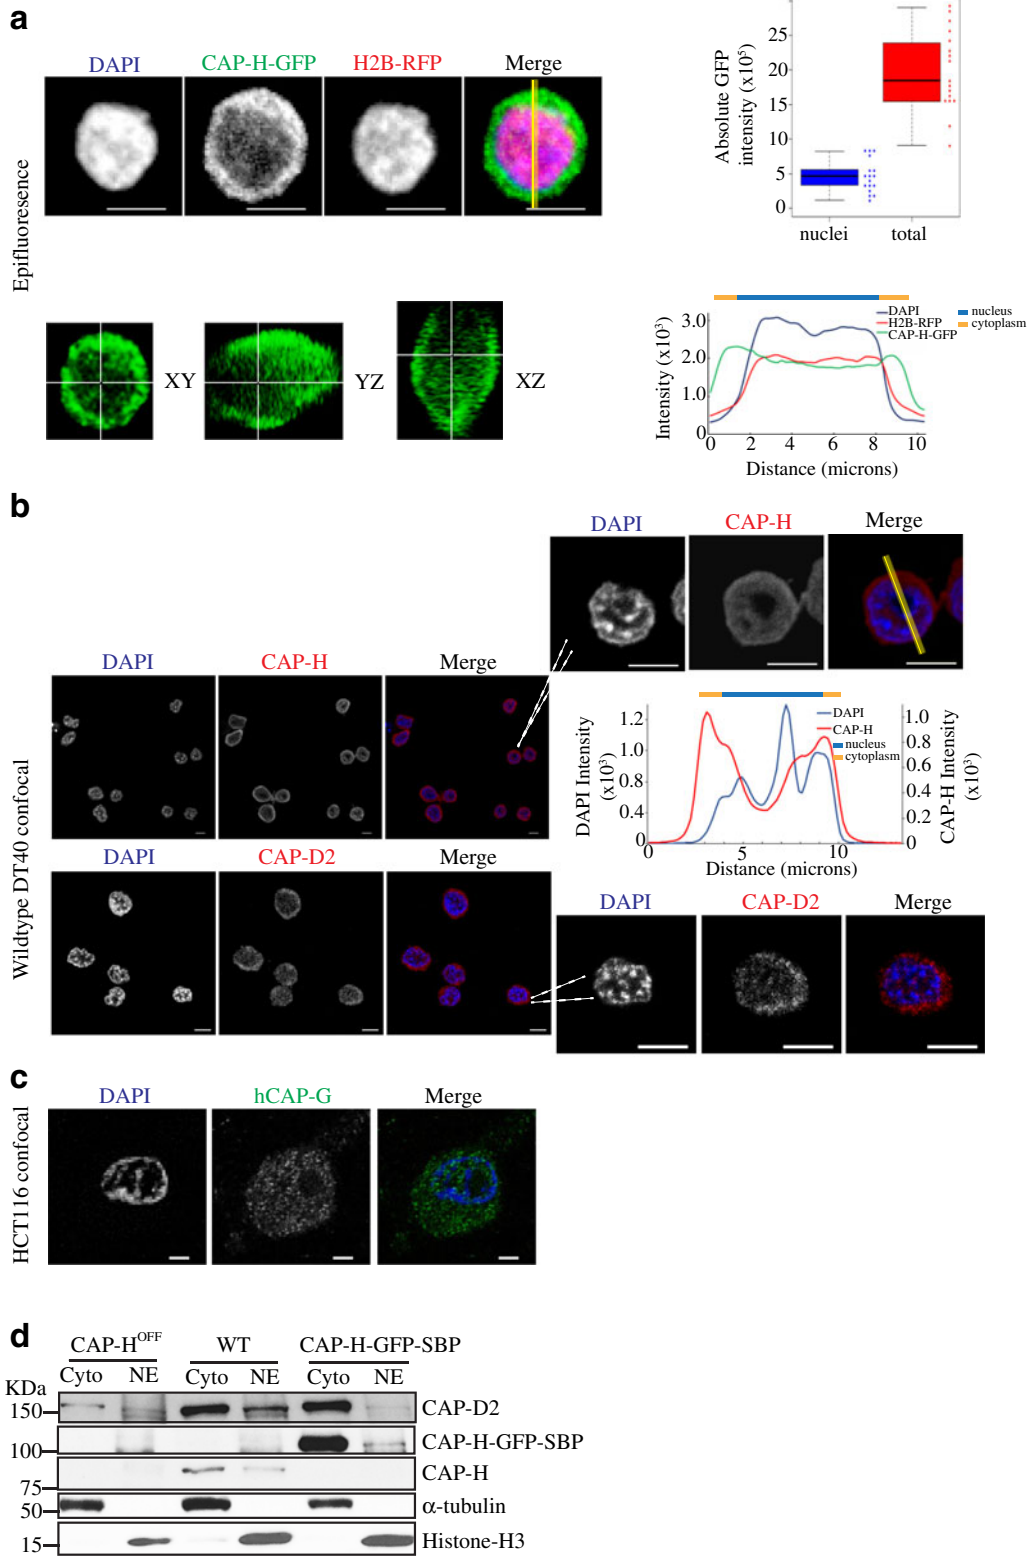 a
DAPI CAP-H-GFP H2B-RFP Merge
Epifluoresence
Absolute GFP
intensity (x10⁵)
25
20
15
10
5
0
nuclei total
XY YZ XZ
DAPI
H2B-RFP
CAP-H-GFP
nucleus
cytoplasm
Intensity (x10³)
3.0
2.0
1.0
0
0 2 4 6 8 10
Distance (microns)
b
DAPI CAP-H Merge
Wildtype DT40 confocal
DAPI CAP-H Merge
DAPI Intensity
(x10³)
1.2
1.0
0.8
0.4
0
DAPI
CAP-H
nucleus
cytoplasm
1.0
0.8
0.6
0.4
0.2
0
CAP-H Intensity
(x10³)
0 5 10
Distance (microns)
DAPI CAP-D2 Merge
DAPI CAP-D2 Merge
c
DAPI hCAP-G Merge
HCT116 confocal
d
CAP-H^OFF WT CAP-H-GFP-SBP
Cyto NE Cyto NE Cyto NE
KDa
150 CAP-D2
100 CAP-H-GFP-SBP
CAP-H
75
50 α-tubulin
15 Histone-H3